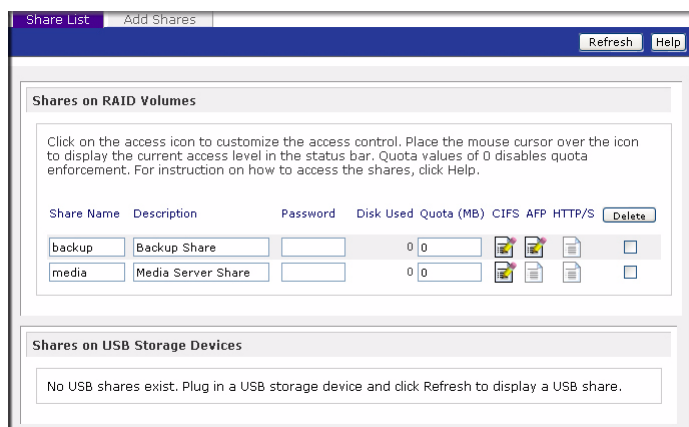 Share List Add Shares
Refresh Help
Shares on RAID Volumes
Click on the access icon to customize the access control. Place the mouse cursor over the icon
to display the current access level in the status bar. Quota values of 0 disables quota
enforcement. For instruction on how to access the shares, click Help.
Share Name Description Password Disk Used Quota (MB) CIFS AFP HTTP/S Delete
backup Backup Share 0 0
media Media Server Share 0 0
Shares on USB Storage Devices
No USB shares exist. Plug in a USB storage device and click Refresh to display a USB share.